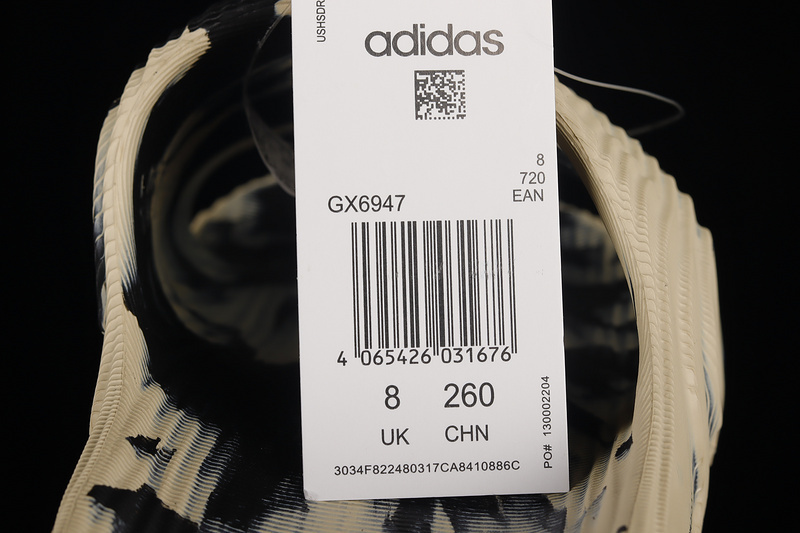 USHSDR
adidas
8
720
EAN
GX6947
4 065426 031676
8 260
UK CHN
3034F822480317CA8410886C
PO# 130002204